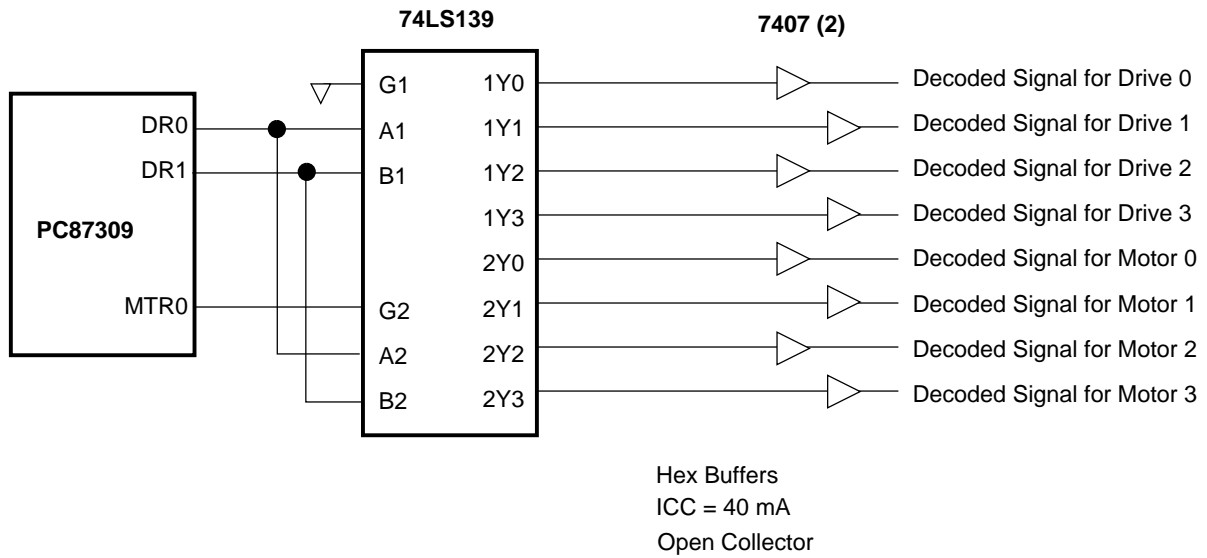 74LS139
7407 (2)
PC87309
DR0
DR1
MTR0
G1
A1
B1
G2
A2
B2
1Y0
1Y1
1Y2
1Y3
2Y0
2Y1
2Y2
2Y3
Decoded Signal for Drive 0
Decoded Signal for Drive 1
Decoded Signal for Drive 2
Decoded Signal for Drive 3
Decoded Signal for Motor 0
Decoded Signal for Motor 1
Decoded Signal for Motor 2
Decoded Signal for Motor 3
Hex Buffers
ICC = 40 mA
Open Collector